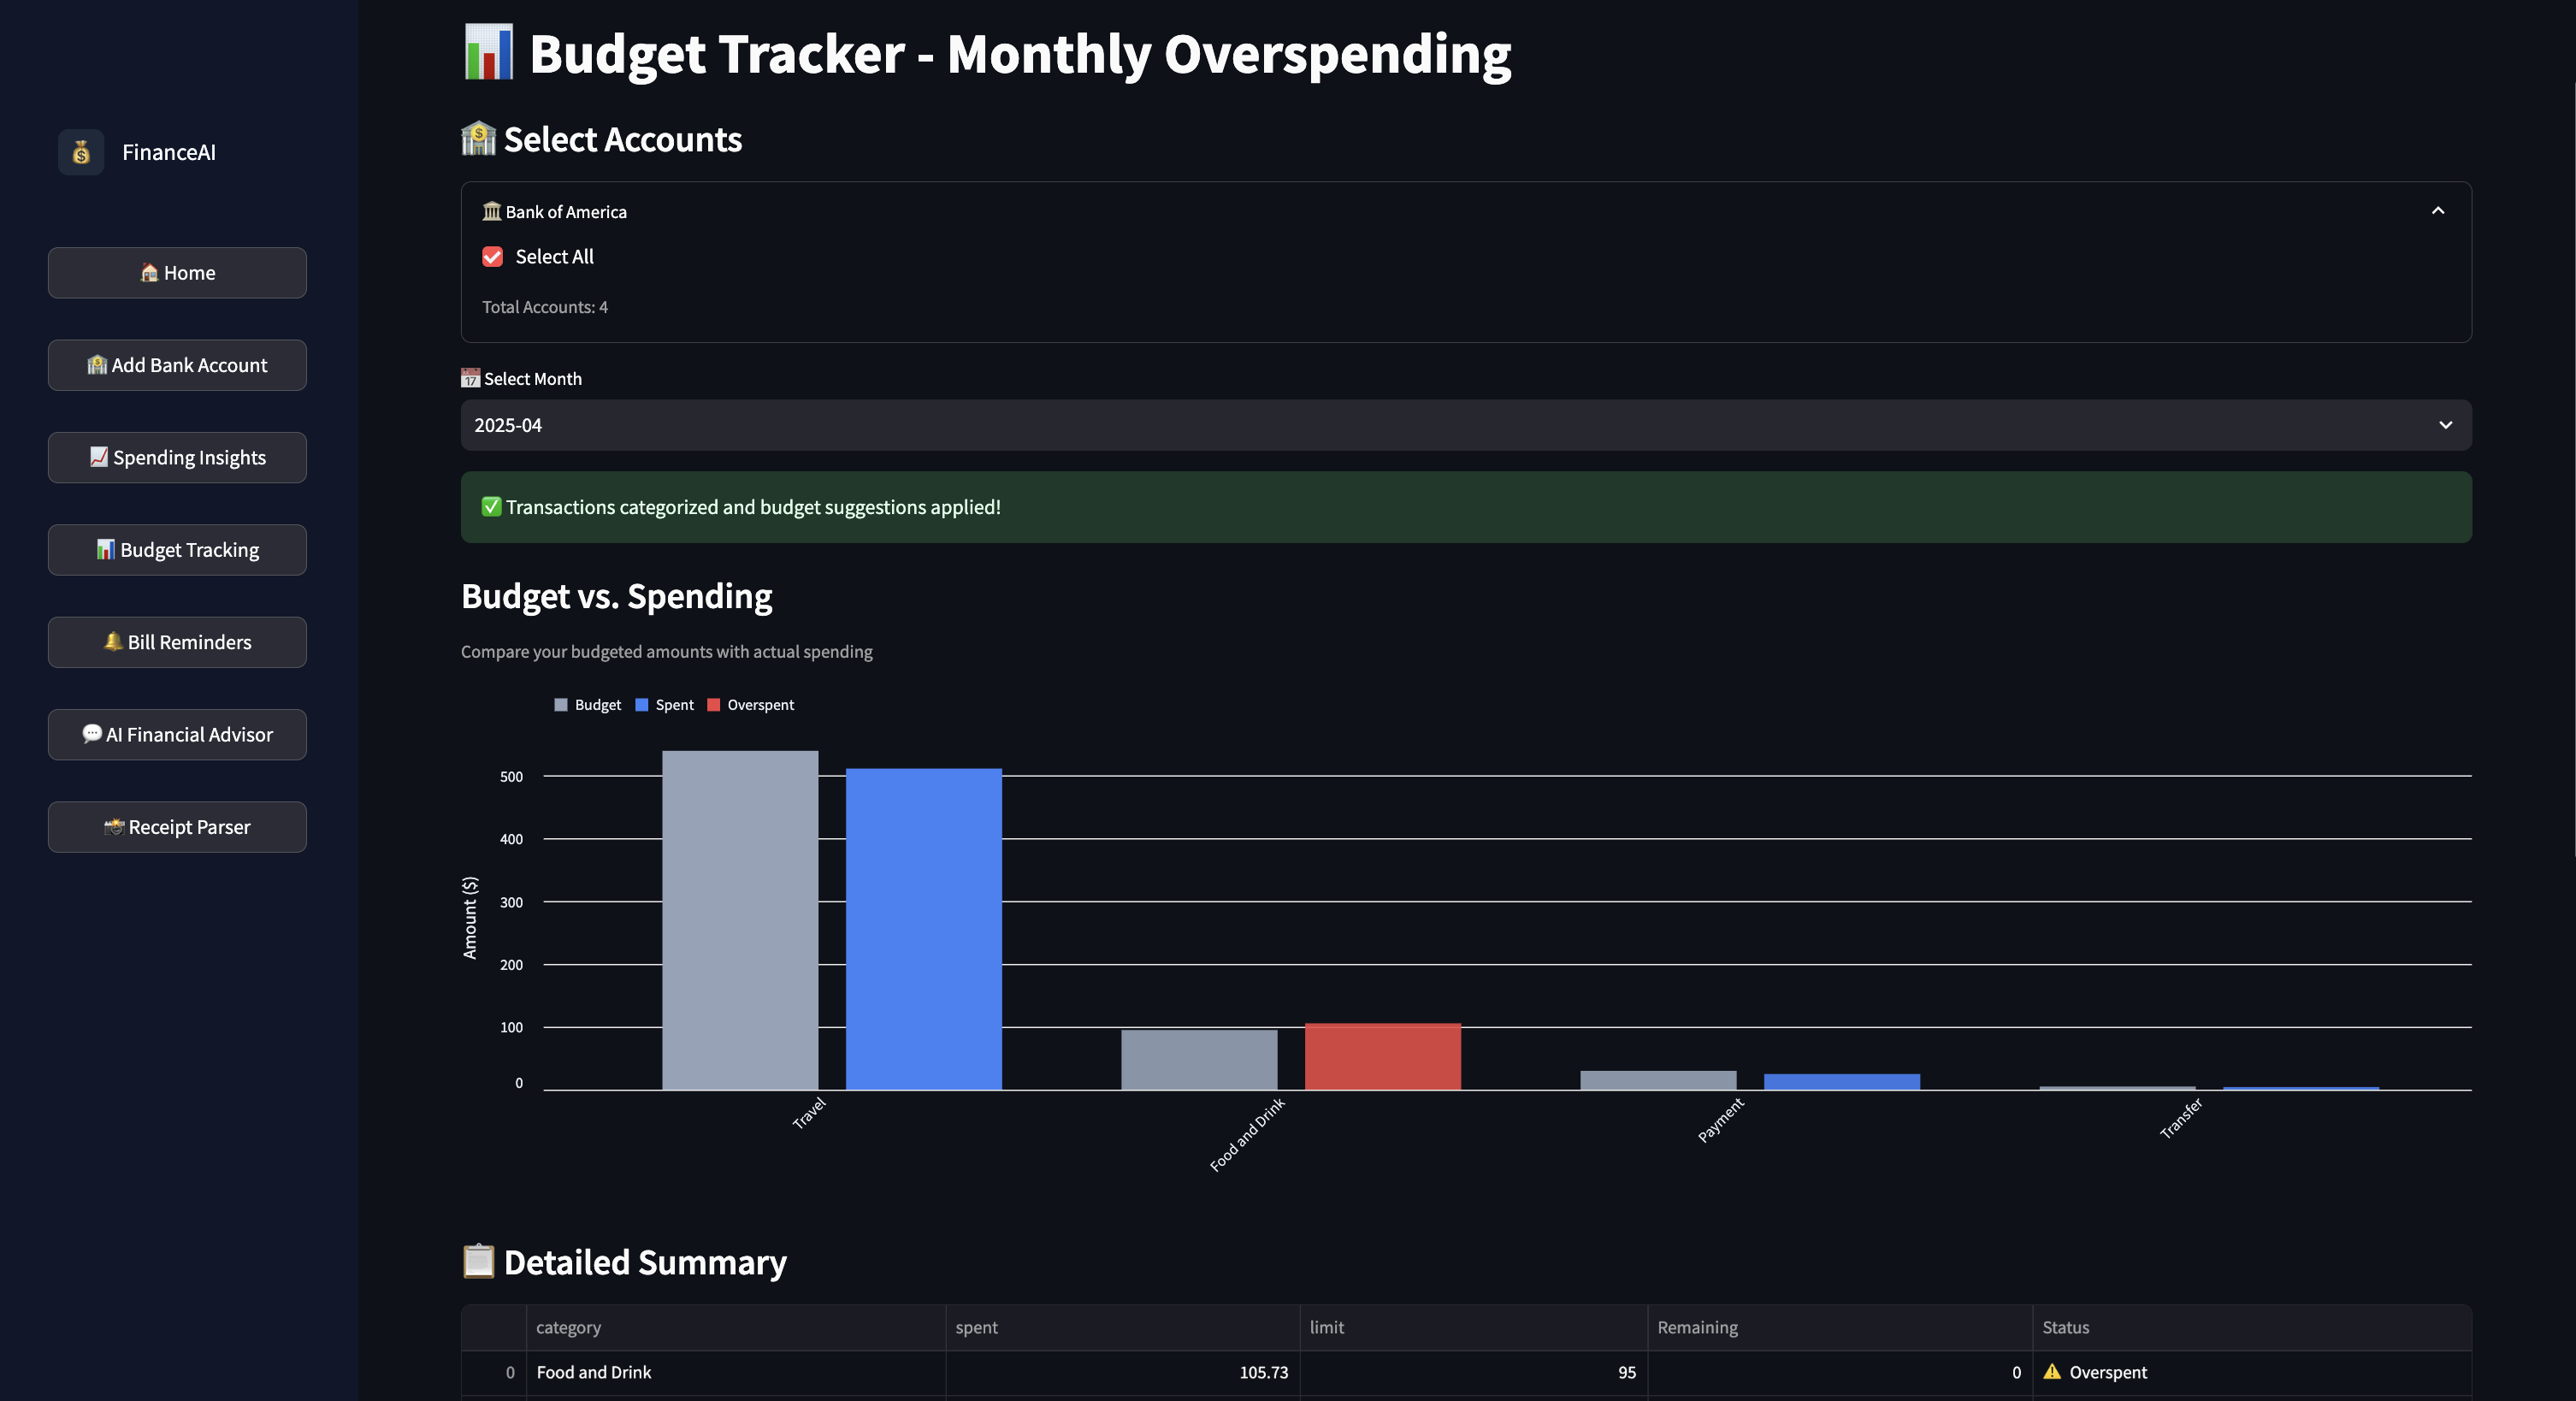 FinanceAI
🏠 Home
🏦 Add Bank Account
📈 Spending Insights
📊 Budget Tracking
🔔 Bill Reminders
💬 AI Financial Advisor
📸 Receipt Parser
📊 Budget Tracker - Monthly Overspending
🏦 Select Accounts
🏛️ Bank of America
Select All
Total Accounts: 4
📅 Select Month
2025-04
✅ Transactions categorized and budget suggestions applied!
Budget vs. Spending
Compare your budgeted amounts with actual spending
Budget Spent Overspent
Amount ($)
500
400
300
200
100
0
Travel Food and Drink Payment Transfer
📋 Detailed Summary
category spent limit Remaining Status
0 Food and Drink 105.73 95 0 ⚠️ Overspent